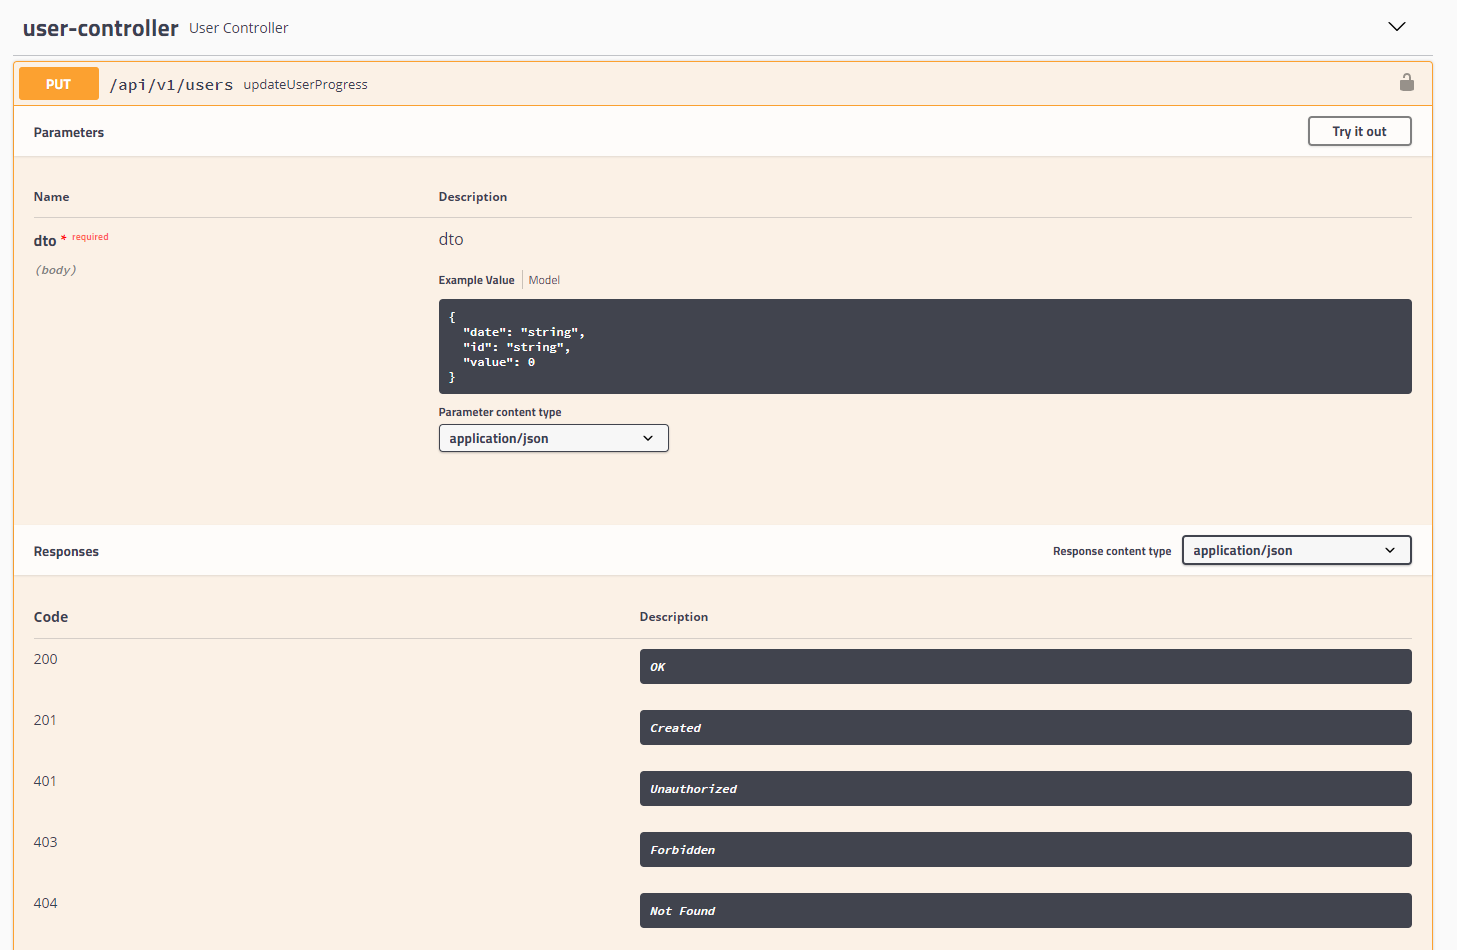 user-controller User Controller
PUT /api/v1/users updateUserProgress
Parameters Try it out
Name Description
dto * required dto
(body)
Example Value Model
{
"date": "string",
"id": "string",
"value": 0
}
Parameter content type
application/json
Responses Response content type application/json
Code Description
200 OK
201 Created
401 Unauthorized
403 Forbidden
404 Not Found